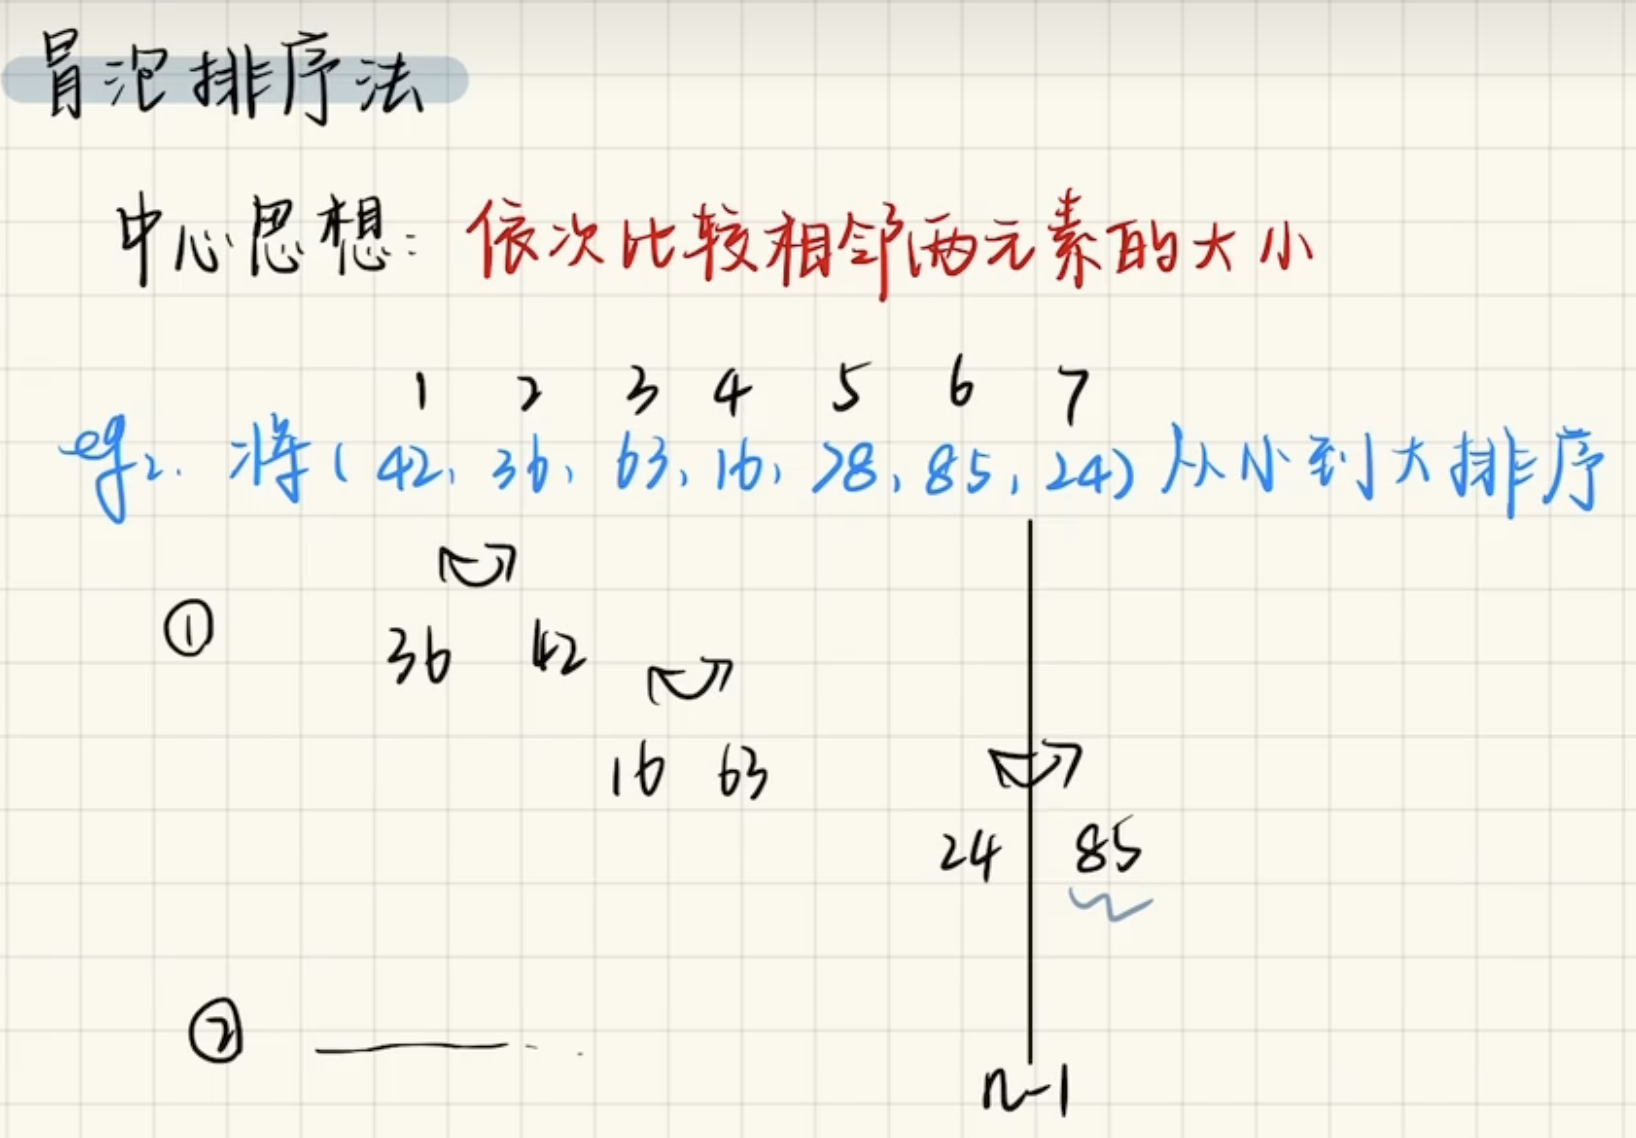 冒泡排序法
中心思想: 依次比较相邻两元素的大小
1 2 3 4 5 6 7
eg2. 将(42, 36, 63, 16, 78, 85, 24)从小到大排序
①
36 42
16 63
24 85
②
n-1